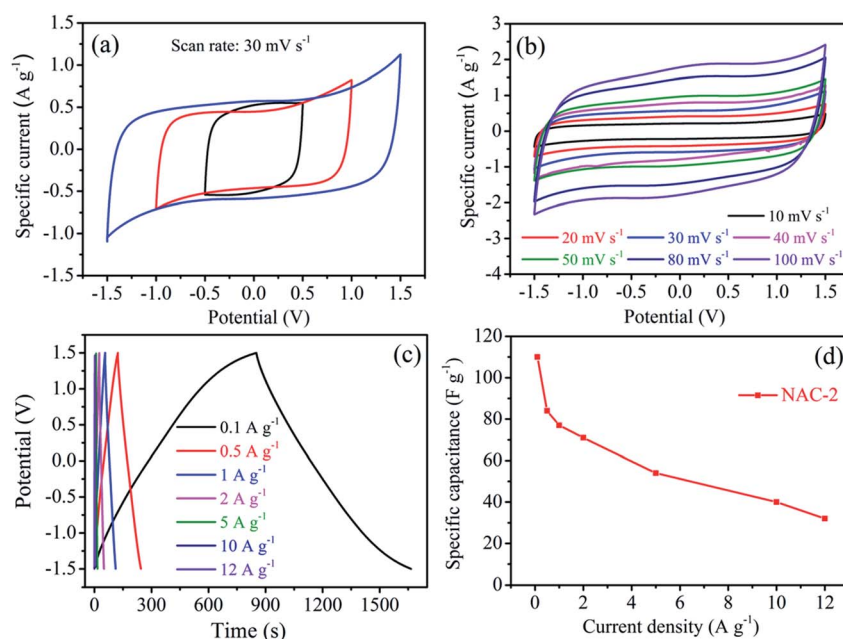 (a)
Scan rate: 30 mV s⁻¹
Specific current (A g⁻¹)
1.5
1.0
0.5
0.0
-0.5
-1.0
-1.5
-1.5 -1.0 -0.5 0.0 0.5 1.0 1.5
Potential (V)
(b)
Specific current (A g⁻¹)
4
3
2
1
0
-1
-2
-3
-4
10 mV s⁻¹
20 mV s⁻¹ 30 mV s⁻¹ 40 mV s⁻¹
50 mV s⁻¹ 80 mV s⁻¹ 100 mV s⁻¹
-1.5 -1.0 -0.5 0.0 0.5 1.0 1.5
Potential (V)
(c)
Potential (V)
1.5
1.0
0.5
0.0
-0.5
-1.0
-1.5
0.1 A g⁻¹
0.5 A g⁻¹
1 A g⁻¹
2 A g⁻¹
5 A g⁻¹
10 A g⁻¹
12 A g⁻¹
0 300 600 900 1200 1500
Time (s)
(d)
NAC-2
Specific capacitance (F g⁻¹)
120
100
80
60
40
20
0
0 2 4 6 8 10 12
Current density (A g⁻¹)